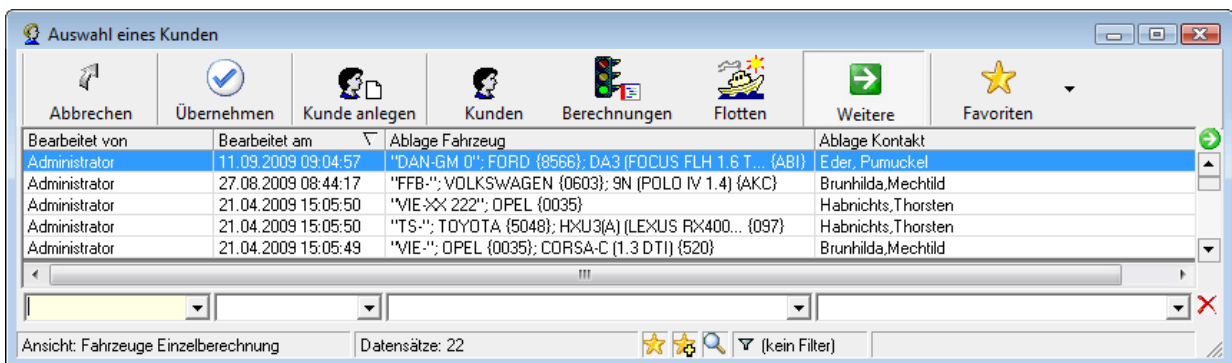 Auswahl eines Kunden
Abbrechen Übernehmen Kunde anlegen Kunden Berechnungen Flotten Weitere Favoriten
Bearbeitet von Bearbeitet am Ablage Fahrzeug Ablage Kontakt
Administrator 11.09.2009 09:04:57 "DAN-GM 0"; FORD {8566}; DA3 (FOCUS FLH 1.6 T... {ABI} Eder, Pumuckel
Administrator 27.08.2009 08:44:17 "FFB-"; VOLKSWAGEN {0603}; 9N (POLO IV 1.4) {AKC} Brunhilda,Mechtild
Administrator 21.04.2009 15:05:50 "VIE-XX 222"; OPEL {0035} Habnichts,Thorsten
Administrator 21.04.2009 15:05:50 "TS-"; TOYOTA {5048}; HXU3(A) (LEXUS RX400... {097} Habnichts,Thorsten
Administrator 21.04.2009 15:05:49 "VIE-"; OPEL {0035}; CORSA-C (1.3 DTI) {520} Brunhilda,Mechtild
Ansicht: Fahrzeuge Einzelberechnung Datensätze: 22 (kein Filter)